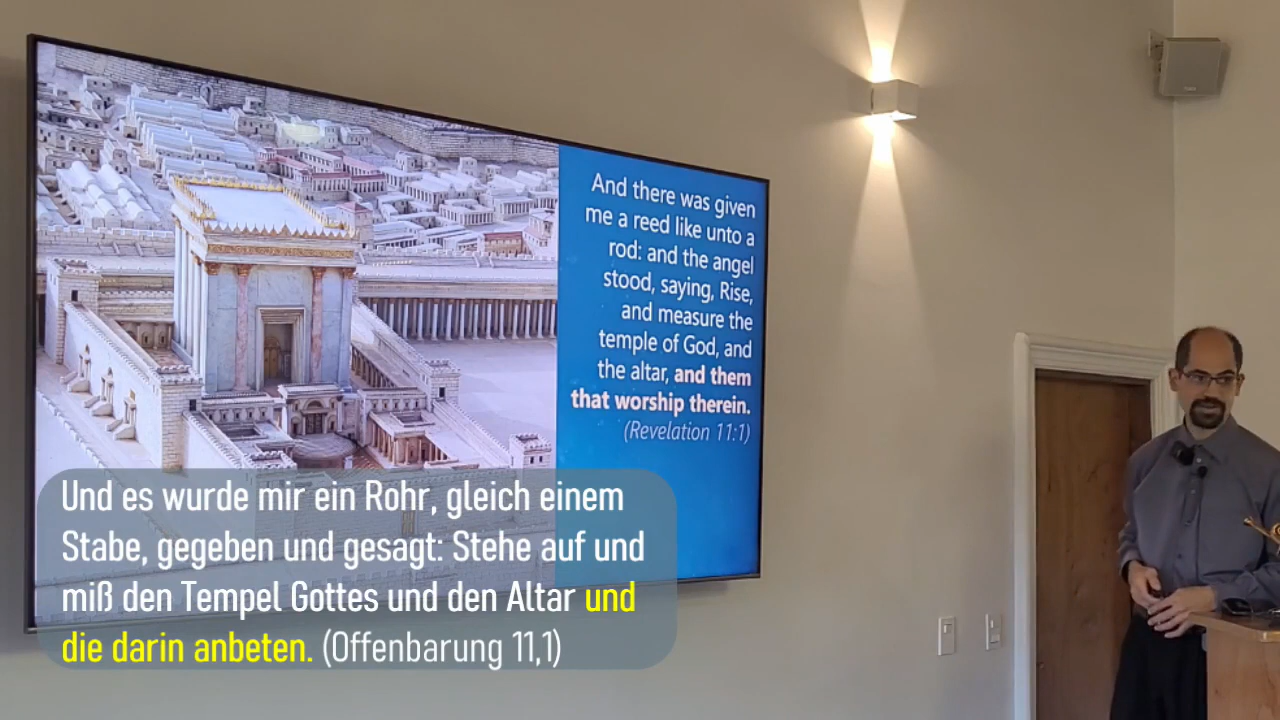 And there was given
me a reed like unto a
rod: and the angel
stood, saying, Rise,
and measure the
temple of God, and
the altar, and them
that worship therein.
(Revelation 11:1)
Und es wurde mir ein Rohr, gleich einem
Stabe, gegeben und gesagt: Stehe auf und
miß den Tempel Gottes und den Altar und
die darin anbeten. (Offenbarung 11,1)